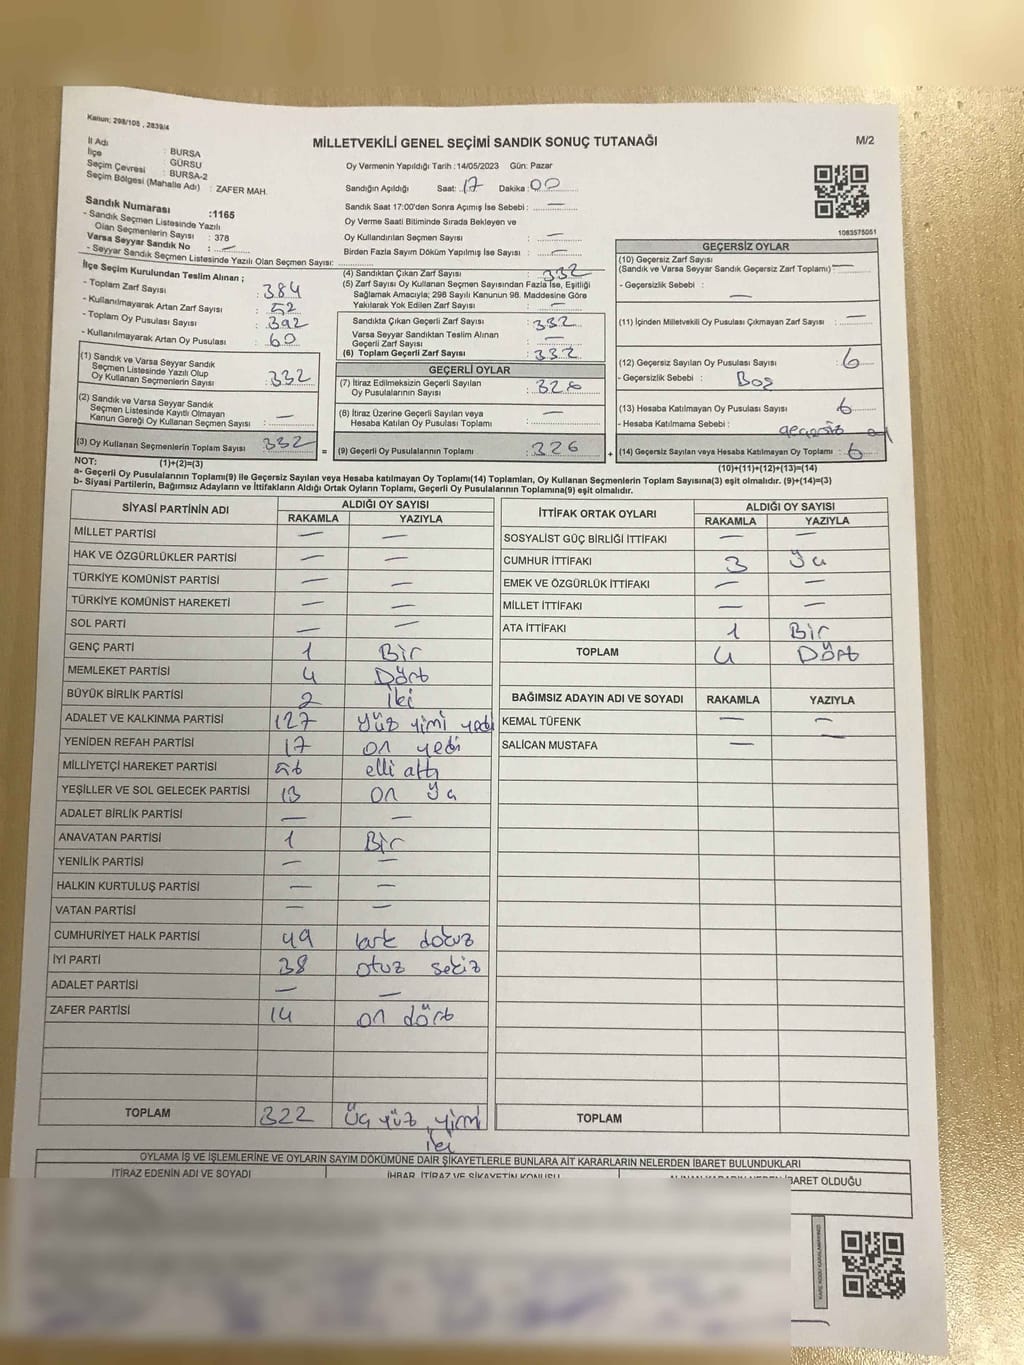 Kanun: 298/105 , 2839/4
MİLLETVEKİLİ GENEL SEÇİMİ SANDIK SONUÇ TUTANAĞI
M/2
İl Adı : BURSA
İlçe : GÜRSU
Seçim Çevresi : BURSA-2
Seçim Bölgesi (Mahalle Adı) : ZAFER MAH.
Sandık Numarası :1165
- Sandık Seçmen Listesinde Yazılı
Olan Seçmenlerin Sayısı : 378
Varsa Seyyar Sandık No : —
- Seyyar Sandık Seçmen Listesinde Yazılı Olan Seçmen Sayısı:
Oy Vermenin Yapıldığı Tarih :14/05/2023 Gün: Pazar
Sandığın Açıldığı Saat: 17 Dakika: 00
Sandık Saat 17:00'den Sonra Açımış İse Sebebi : —
Oy Verme Saati Bitiminde Sırada Bekleyen ve
Oy Kullandırılan Seçmen Sayısı : —
Birden Fazla Sayım Döküm Yapılmış İse Sayısı : —
1083575051
İlçe Seçim Kurulundan Teslim Alınan ;
- Toplam Zarf Sayısı : 384
- Kullanılmayarak Artan Zarf Sayısı : 52
- Toplam Oy Pusulası Sayısı : 392
- Kullanılmayarak Artan Oy Pusulası : 60
(1) Sandık ve Varsa Seyyar Sandık
Seçmen Listesinde Yazılı Olup
Oy Kullanan Seçmenlerin Sayısı : 332
(2) Sandık ve Varsa Seyyar Sandık
Seçmen Listesinde Kayıtlı Olmayan
Kanun Gereği Oy Kullanan Seçmen Sayısı : —
(3) Oy Kullanan Seçmenlerin Toplam Sayısı : 332
(1)+(2)=(3)
(4) Sandıktan Çıkan Zarf Sayısı : 332
(5) Zarf Sayısı Oy Kullanan Seçmen Sayısından Fazla İse, Eşitliği
Sağlamak Amacıyla; 298 Sayılı Kanunun 98. Maddesine Göre
Yakılarak Yok Edilen Zarf Sayısı : —
Sandıkta Çıkan Geçerli Zarf Sayısı : 332
Varsa Seyyar Sandıktan Teslim Alınan
Geçerli Zarf Sayısı : —
(6) Toplam Geçerli Zarf Sayısı : 332
GEÇERLİ OYLAR
(7) İtiraz Edilmeksizin Geçerli Sayılan
Oy Pusulalarının Sayısı : 326
(8) İtiraz Üzerine Geçerli Sayılan veya
Hesaba Katılan Oy Pusulaları Toplamı : —
= (9) Geçerli Oy Pusulalarının Toplamı : 326
GEÇERSİZ OYLAR
(10) Geçersiz Zarf Sayısı
(Sandık ve Varsa Seyyar Sandık Geçersiz Zarf Toplamı) : —
- Geçersizlik Sebebi : —
(11) İçinden Milletvekili Oy Pusulası Çıkmayan Zarf Sayısı : —
(12) Geçersiz Sayılan Oy Pusulası Sayısı : 6
- Geçersizlik Sebebi : Boş
(13) Hesaba Katılmayan Oy Pusulası Sayısı : 6
- Hesaba Katılmama Sebebi : geçersiz oy
+ (14) Geçersiz Sayılan veya Hesaba Katılmayan Oy Toplamı : 6
(10)+(11)+(12)+(13)=(14)
NOT:
a- Geçerli Oy Pusulalarının Toplamı(9) ile Geçersiz Sayılan veya Hesaba katılmayan Oy Toplamı(14) Toplamları, Oy Kullanan Seçmenlerin Toplam Sayısına(3) eşit olmalıdır. (9)+(14)=(3)
b- Siyasi Partilerin, Bağımsız Adayların ve İttifakların Aldığı Ortak Oyların Toplamı, Geçerli Oy Pusulalarının Toplamına(9) eşit olmalıdır.
SİYASİ PARTİNİN ADI ALDIĞI OY SAYISI
RAKAMLA YAZIYLA
MİLLET PARTİSİ — —
HAK VE ÖZGÜRLÜKLER PARTİSİ — —
TÜRKİYE KOMÜNİST PARTİSİ — —
TÜRKİYE KOMÜNİST HAREKETİ — —
SOL PARTİ — —
GENÇ PARTİ 1 Bir
MEMLEKET PARTİSİ 4 Dört
BÜYÜK BİRLİK PARTİSİ 2 İki
ADALET VE KALKINMA PARTİSİ 127 yüz yimi yedi
YENİDEN REFAH PARTİSİ 17 on yedi
MİLLİYETÇİ HAREKET PARTİSİ 56 elli altı
YEŞİLLER VE SOL GELECEK PARTİSİ 13 on
ADALET BİRLİK PARTİSİ — —
ANAVATAN PARTİSİ 1 Bir
YENİLİK PARTİSİ — —
HALKIN KURTULUŞ PARTİSİ — —
VATAN PARTİSİ — —
CUMHURİYET HALK PARTİSİ 49 kırk dokuz
İYİ PARTİ 38 otuz sekiz
ADALET PARTİSİ — —
ZAFER PARTİSİ 14 on dört
TOPLAM 322 üç yüz yirmi
iki
İTTİFAK ORTAK OYLARI ALDIĞI OY SAYISI
RAKAMLA YAZIYLA
SOSYALİST GÜÇ BİRLİĞİ İTTİFAKI — —
CUMHUR İTTİFAKI 3
EMEK VE ÖZGÜRLÜK İTTİFAKI — —
MİLLET İTTİFAKI — —
ATA İTTİFAKI 1 Bir
TOPLAM 4 Dört
BAĞIMSIZ ADAYIN ADI VE SOYADI RAKAMLA YAZIYLA
KEMAL TÜFENK — —
SALİCAN MUSTAFA — —
TOPLAM
OYLAMA İŞ VE İŞLEMLERİNE VE OYLARIN SAYIM DÖKÜMÜNE DAİR ŞİKAYETLERLE BUNLARA AİT KARARLARIN NELERDEN İBARET BULUNDUKLARI
İTİRAZ EDENİN ADI VE SOYADI
İHBAR, İTİRAZ VE ŞİKAYETİN KONUSU
İBARET OLDUĞU